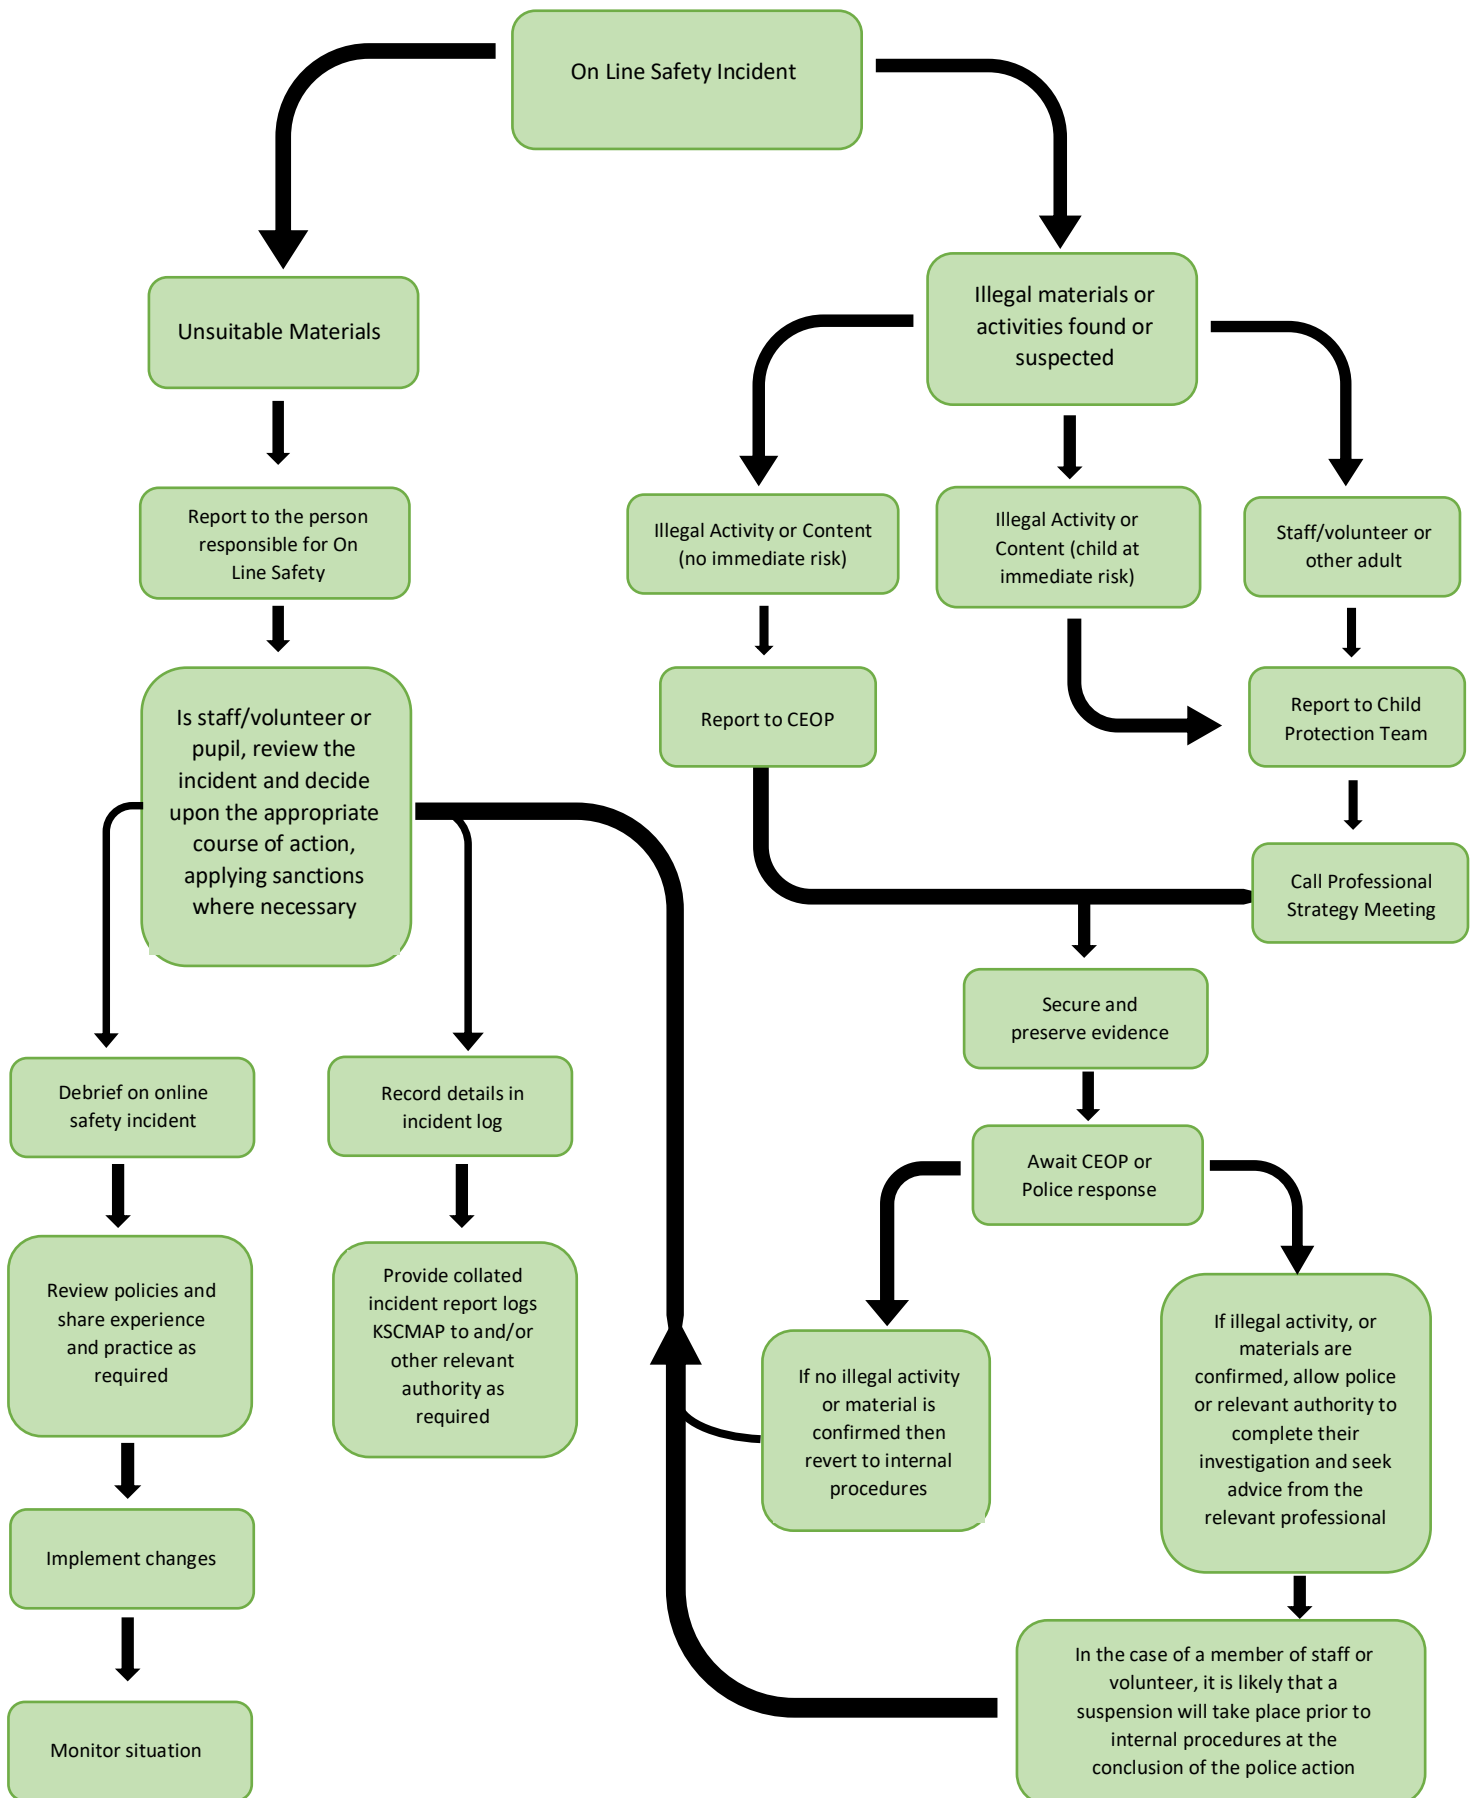 On Line Safety Incident
Unsuitable Materials
Illegal materials or
activities found or
suspected
Report to the person
responsible for On
Line Safety
Illegal Activity or Content
(no immediate risk)
Illegal Activity or
Content (child at
immediate risk)
Staff/volunteer or
other adult
Is staff/volunteer or
pupil, review the
incident and decide
upon the appropriate
course of action,
applying sanctions
where necessary
Report to CEOP
Report to Child
Protection Team
Call Professional
Strategy Meeting
Secure and
preserve evidence
Debrief on online
safety incident
Record details in
incident log
Await CEOP or
Police response
Review policies and
share experience
and practice as
required
Provide collated
incident report logs
KSCMAP to and/or
other relevant
authority as
required
If no illegal activity
or material is
confirmed then
revert to internal
procedures
If illegal activity, or
materials are
confirmed, allow police
or relevant authority to
complete their
investigation and seek
advice from the
relevant professional
Implement changes
In the case of a member of staff or
volunteer, it is likely that a
suspension will take place prior to
internal procedures at the
conclusion of the police action
Monitor situation